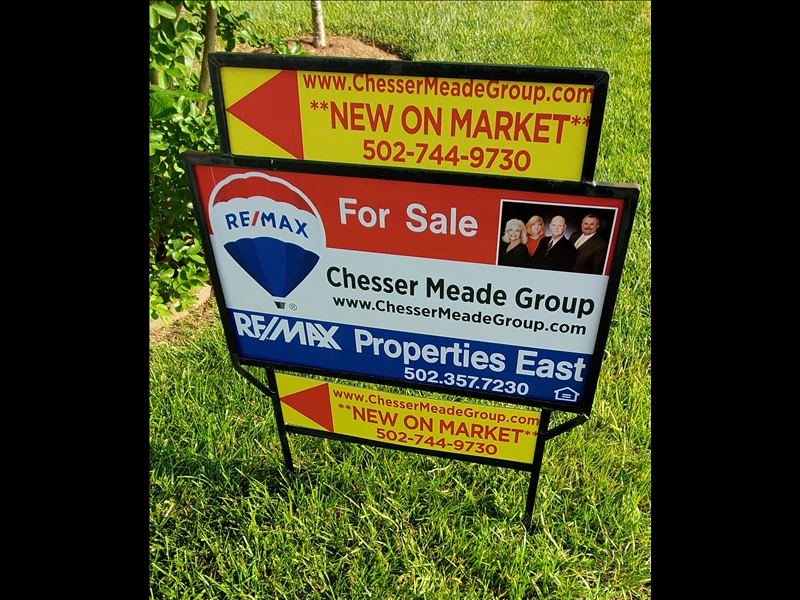 www.ChesserMeadeGroup.com
**NEW ON MARKET**
502-744-9730
RE/MAX
For Sale
Chesser Meade Group
www.ChesserMeadeGroup.com
®
RE/MAX Properties East
502.357.7230
www.ChesserMeadeGroup.com
**NEW ON MARKET**
502-744-9730